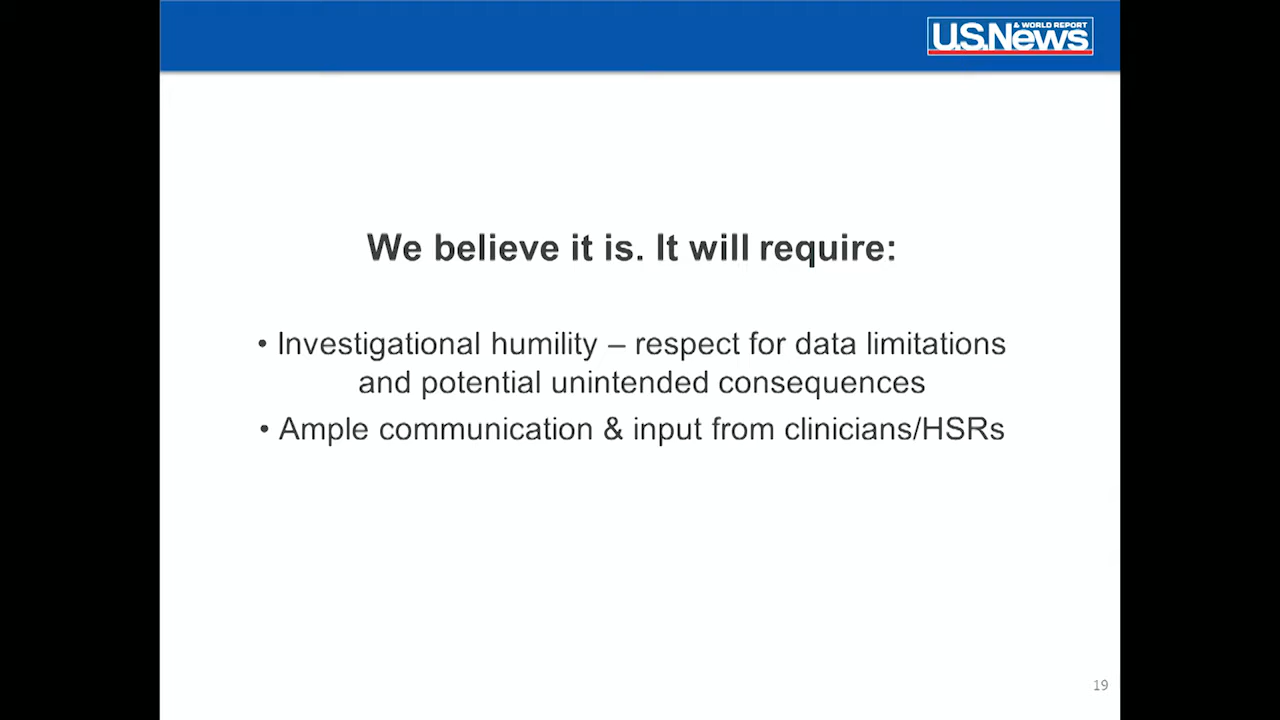 & WORLD REPORT
U.S.News
We believe it is. It will require:
• Investigational humility – respect for data limitations
and potential unintended consequences
• Ample communication & input from clinicians/HSRs
19